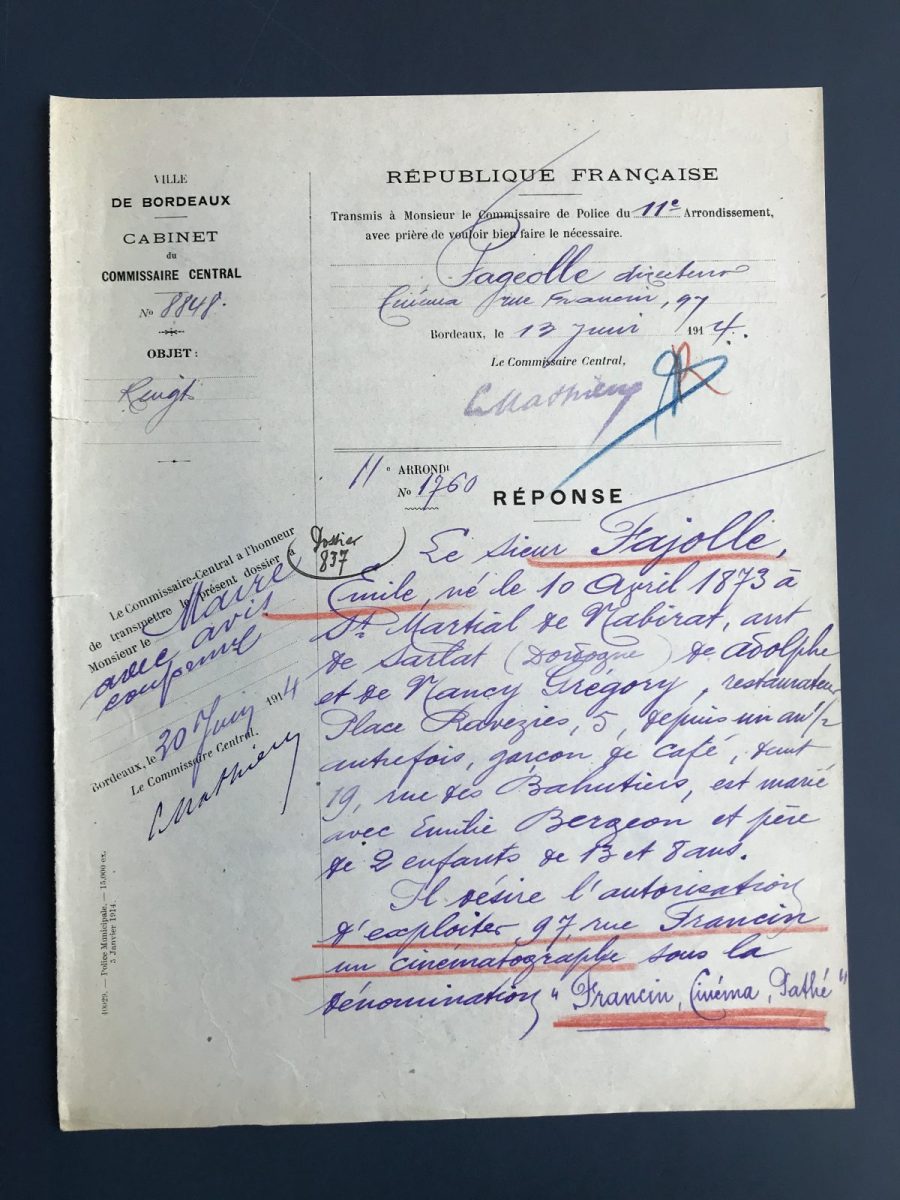 VILLE
DE BORDEAUX
CABINET
du
COMMISSAIRE CENTRAL
No 8848.
OBJET :
RÉPUBLIQUE FRANÇAISE
Transmis à Monsieur le Commissaire de Police du 11e Arrondissement,
avec prière de vouloir bien faire le nécessaire.
Fageolle directeur
Cinéma rue Francin, 97
Bordeaux, le 13 Juin 1914.
Le Commissaire Central,
CMathieu
11e ARRONDt
No 1760
RÉPONSE
Dossier
837
Le Commissaire-Central a l'honneur
de transmettre le présent dossier à
Monsieur le Maire
avec avis
conforme
Bordeaux, le 20 Juin 1914
Le Commissaire Central.
CMathieu
40029. — Police Municipale. — 15,000 ex.
5 Janvier 1914.
Le sieur Fajolle,
Emile, né le 10 avril 1873 à
St Martial de Nabirat, arrt
de Sarlat (Dordogne) de adolphe
et de Nancy Grégory, restaurateur
Place Ravezies, 5, depuis un an 1/2
autrefois, garçon de café, dt
19, rue des Bahutiers, est marié
avec Emilie Bergeon et père
de 2 enfants de 13 et 8 ans.
Il désire l'autorisation
d'exploiter 97, rue Francin
un cinématographe sous la
dénomination "Francin, Cinéma, Pathé"